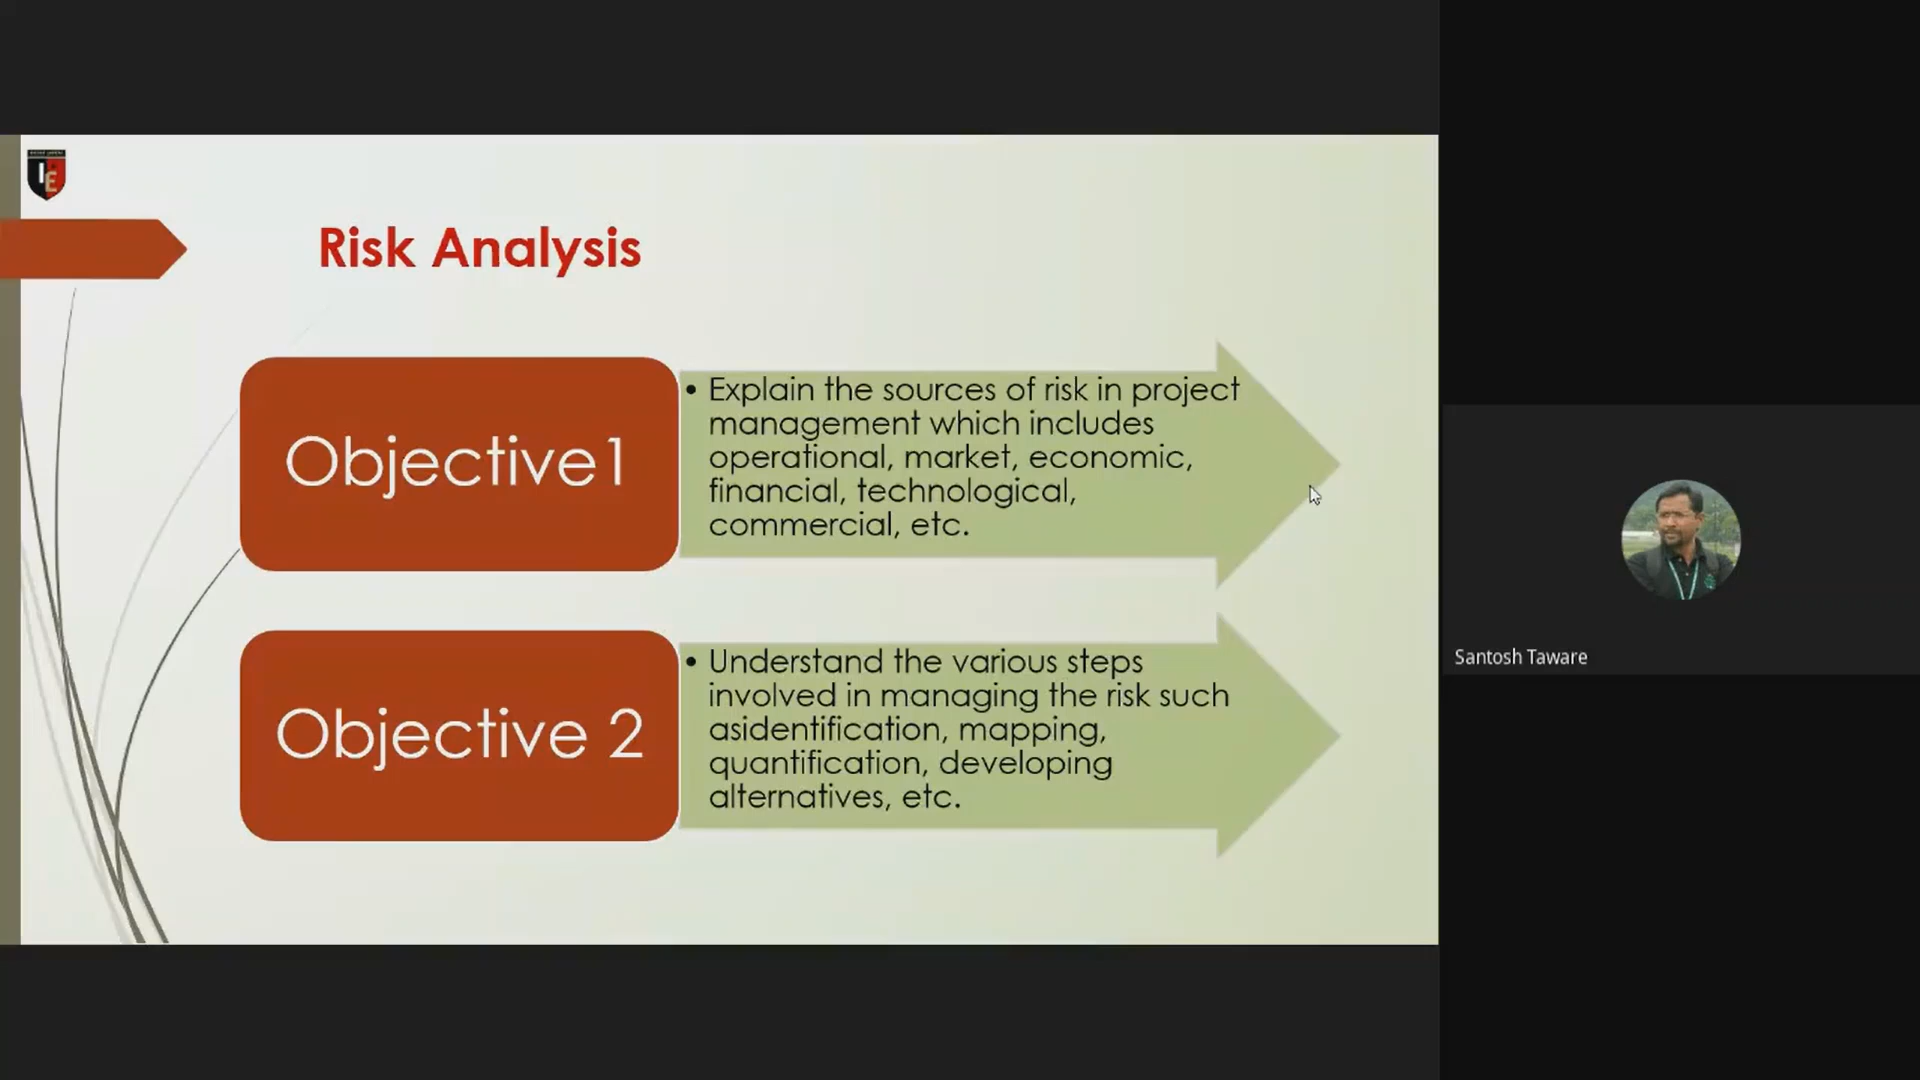 IE
Risk Analysis
Objective1
• Explain the sources of risk in project
management which includes
operational, market, economic,
financial, technological,
commercial, etc.
Objective 2
• Understand the various steps
involved in managing the risk such
asidentification, mapping,
quantification, developing
alternatives, etc.
Santosh Taware